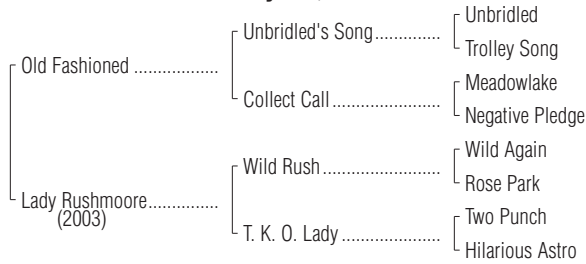 Unbridled
Unbridled's Song..............
Trolley Song
Old Fashioned ..................
Meadowlake
Collect Call .......................
Negative Pledge
Wild Again
Wild Rush.........................
Rose Park
Lady Rushmoore...............
(2003)
Two Punch
T. K. O. Lady .....................
Hilarious Astro